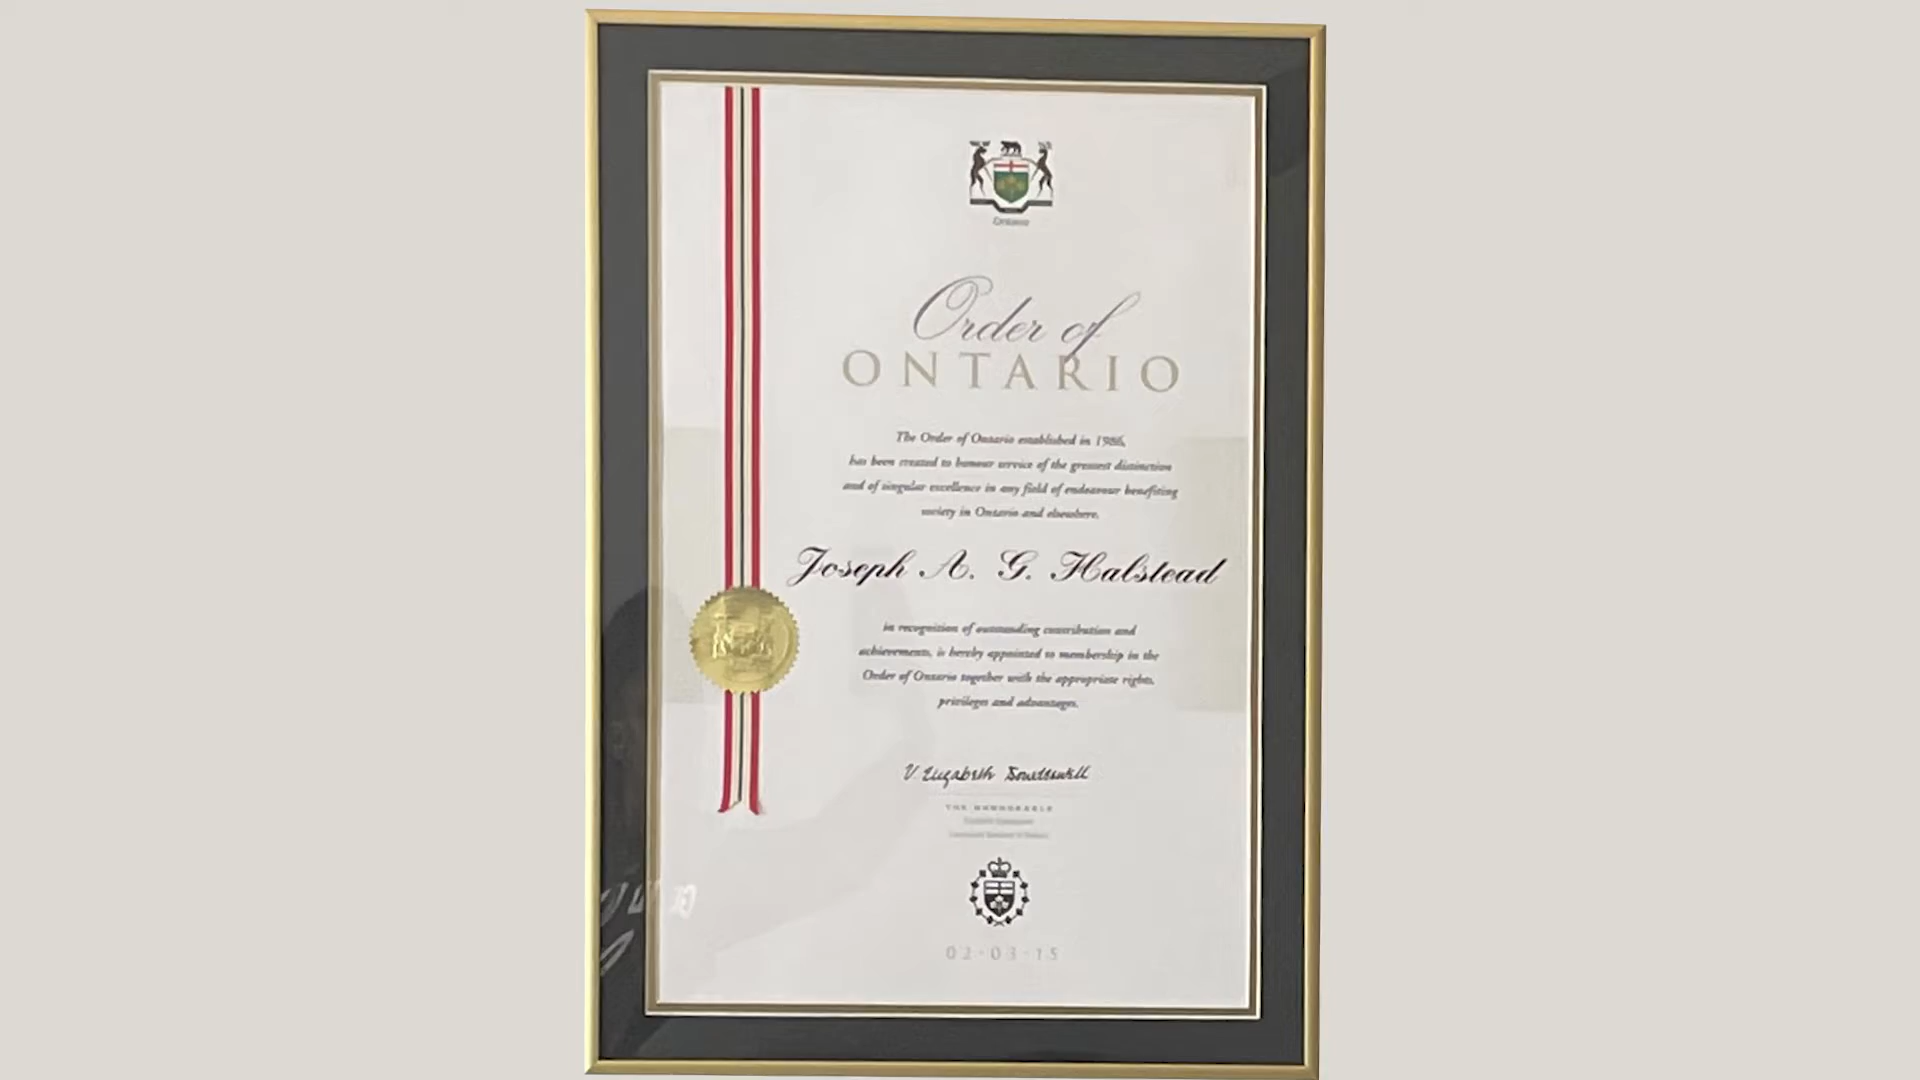 Ontario
Order of
ONTARIO
The Order of Ontario established in 1986,
has been created to honour service of the greatest distinction
and of singular excellence in any field of endeavour benefiting
society in Ontario and elsewhere.
Joseph A. G. Halstead
in recognition of outstanding contribution and
achievements, is hereby appointed to membership in the
Order of Ontario together with the appropriate rights,
privileges and advantages.
V. Elizabeth Dowdeswell
THE HONOURABLE
02·03·15